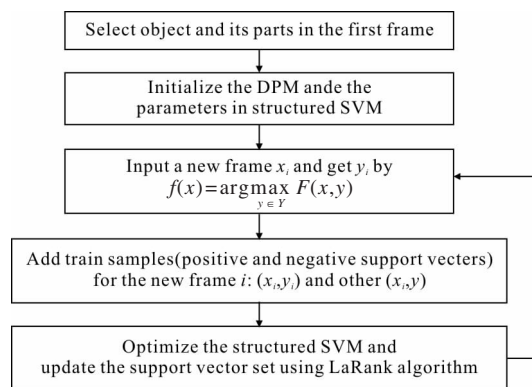 Select object and its parts in the first frame
Initialize the DPM ande the
parameters in structured SVM
Input a new frame xᵢ and get yᵢ by
f(x)=argmax F(x,y)
y ∈ Y
Add train samples(positive and negative support vecters)
for the new frame i: (xᵢ,yᵢ) and other (xᵢ,y)
Optimize the structured SVM and
update the support vector set using LaRank algorithm